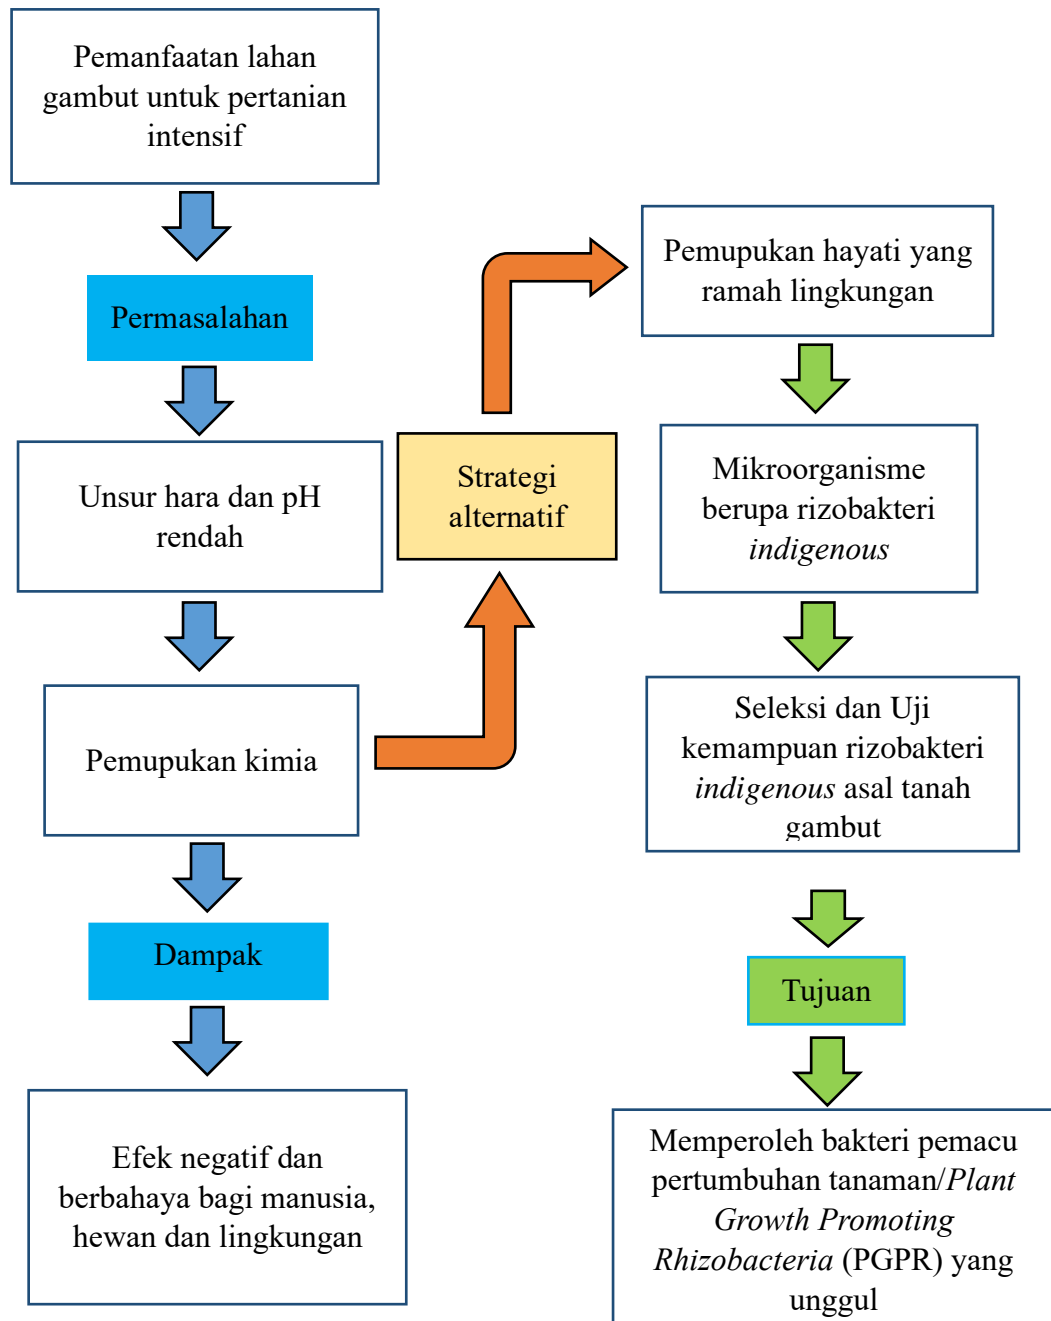 Pemanfaatan lahan
gambut untuk pertanian
intensif
Permasalahan
Unsur hara dan pH
rendah
Pemupukan kimia
Dampak
Efek negatif dan
berbahaya bagi manusia,
hewan dan lingkungan
Strategi
alternatif
Pemupukan hayati yang
ramah lingkungan
Mikroorganisme
berupa rizobakteri
indigenous
Seleksi dan Uji
kemampuan rizobakteri
indigenous asal tanah
gambut
Tujuan
Memperoleh bakteri pemacu
pertumbuhan tanaman/Plant
Growth Promoting
Rhizobacteria (PGPR) yang
unggul